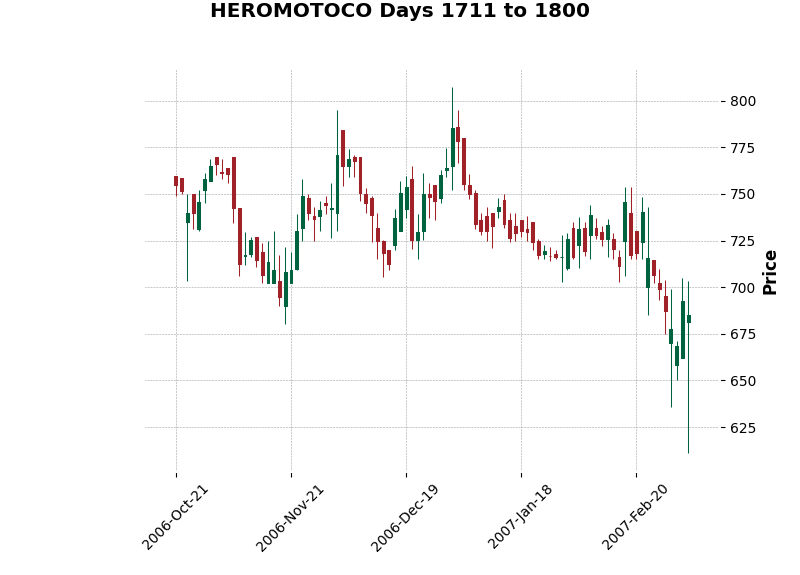 HEROMOTOCO Days 1711 to 1800
800
775
750
725
700
675
650
625
Price
2006-Oct-21
2006-Nov-21
2006-Dec-19
2007-Jan-18
2007-Feb-20